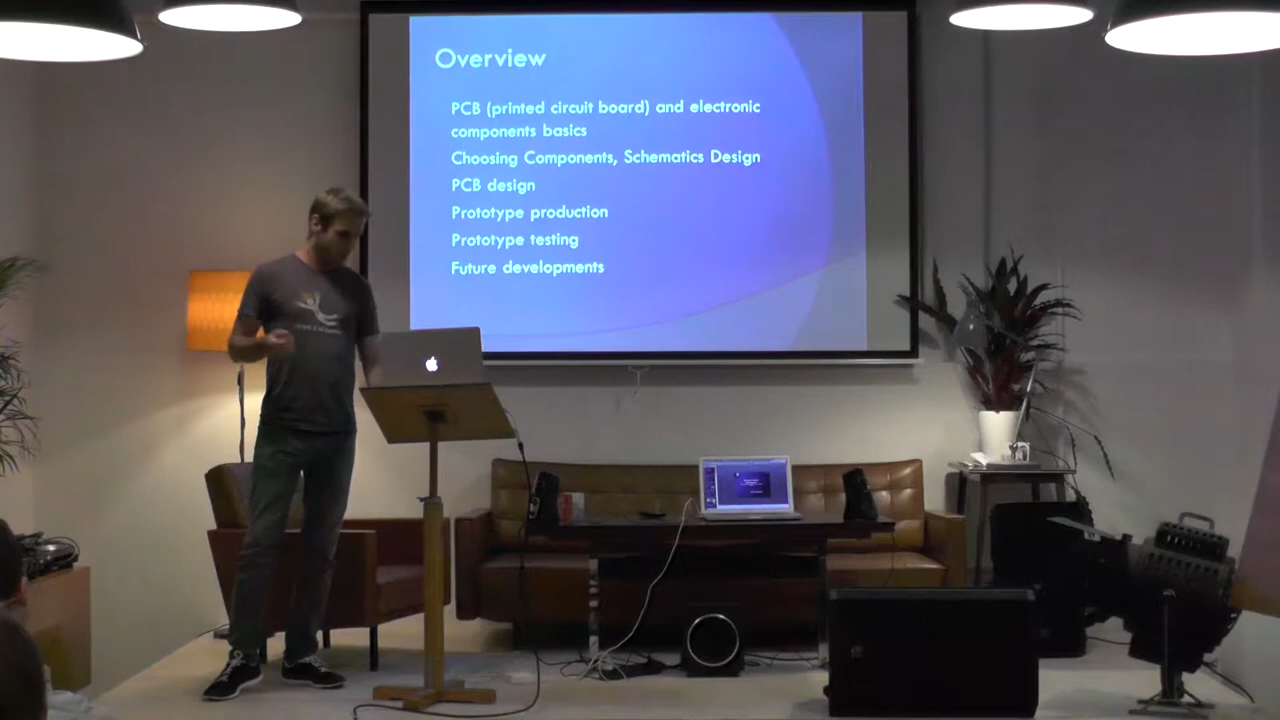 Overview
PCB (printed circuit board) and electronic
components basics
Choosing Components, Schematics Design
PCB design
Prototype production
Prototype testing
Future developments